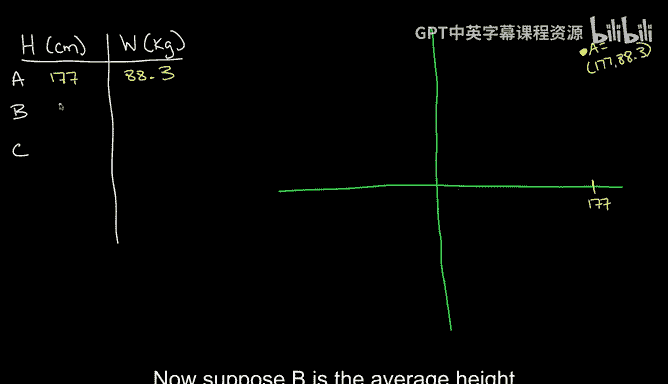 GPT中英字幕课程资源 bilibili
H (cm) W (kg)
A 177 88.3
B
C
A=
(177, 88.3)
177
Now suppose B is the average height